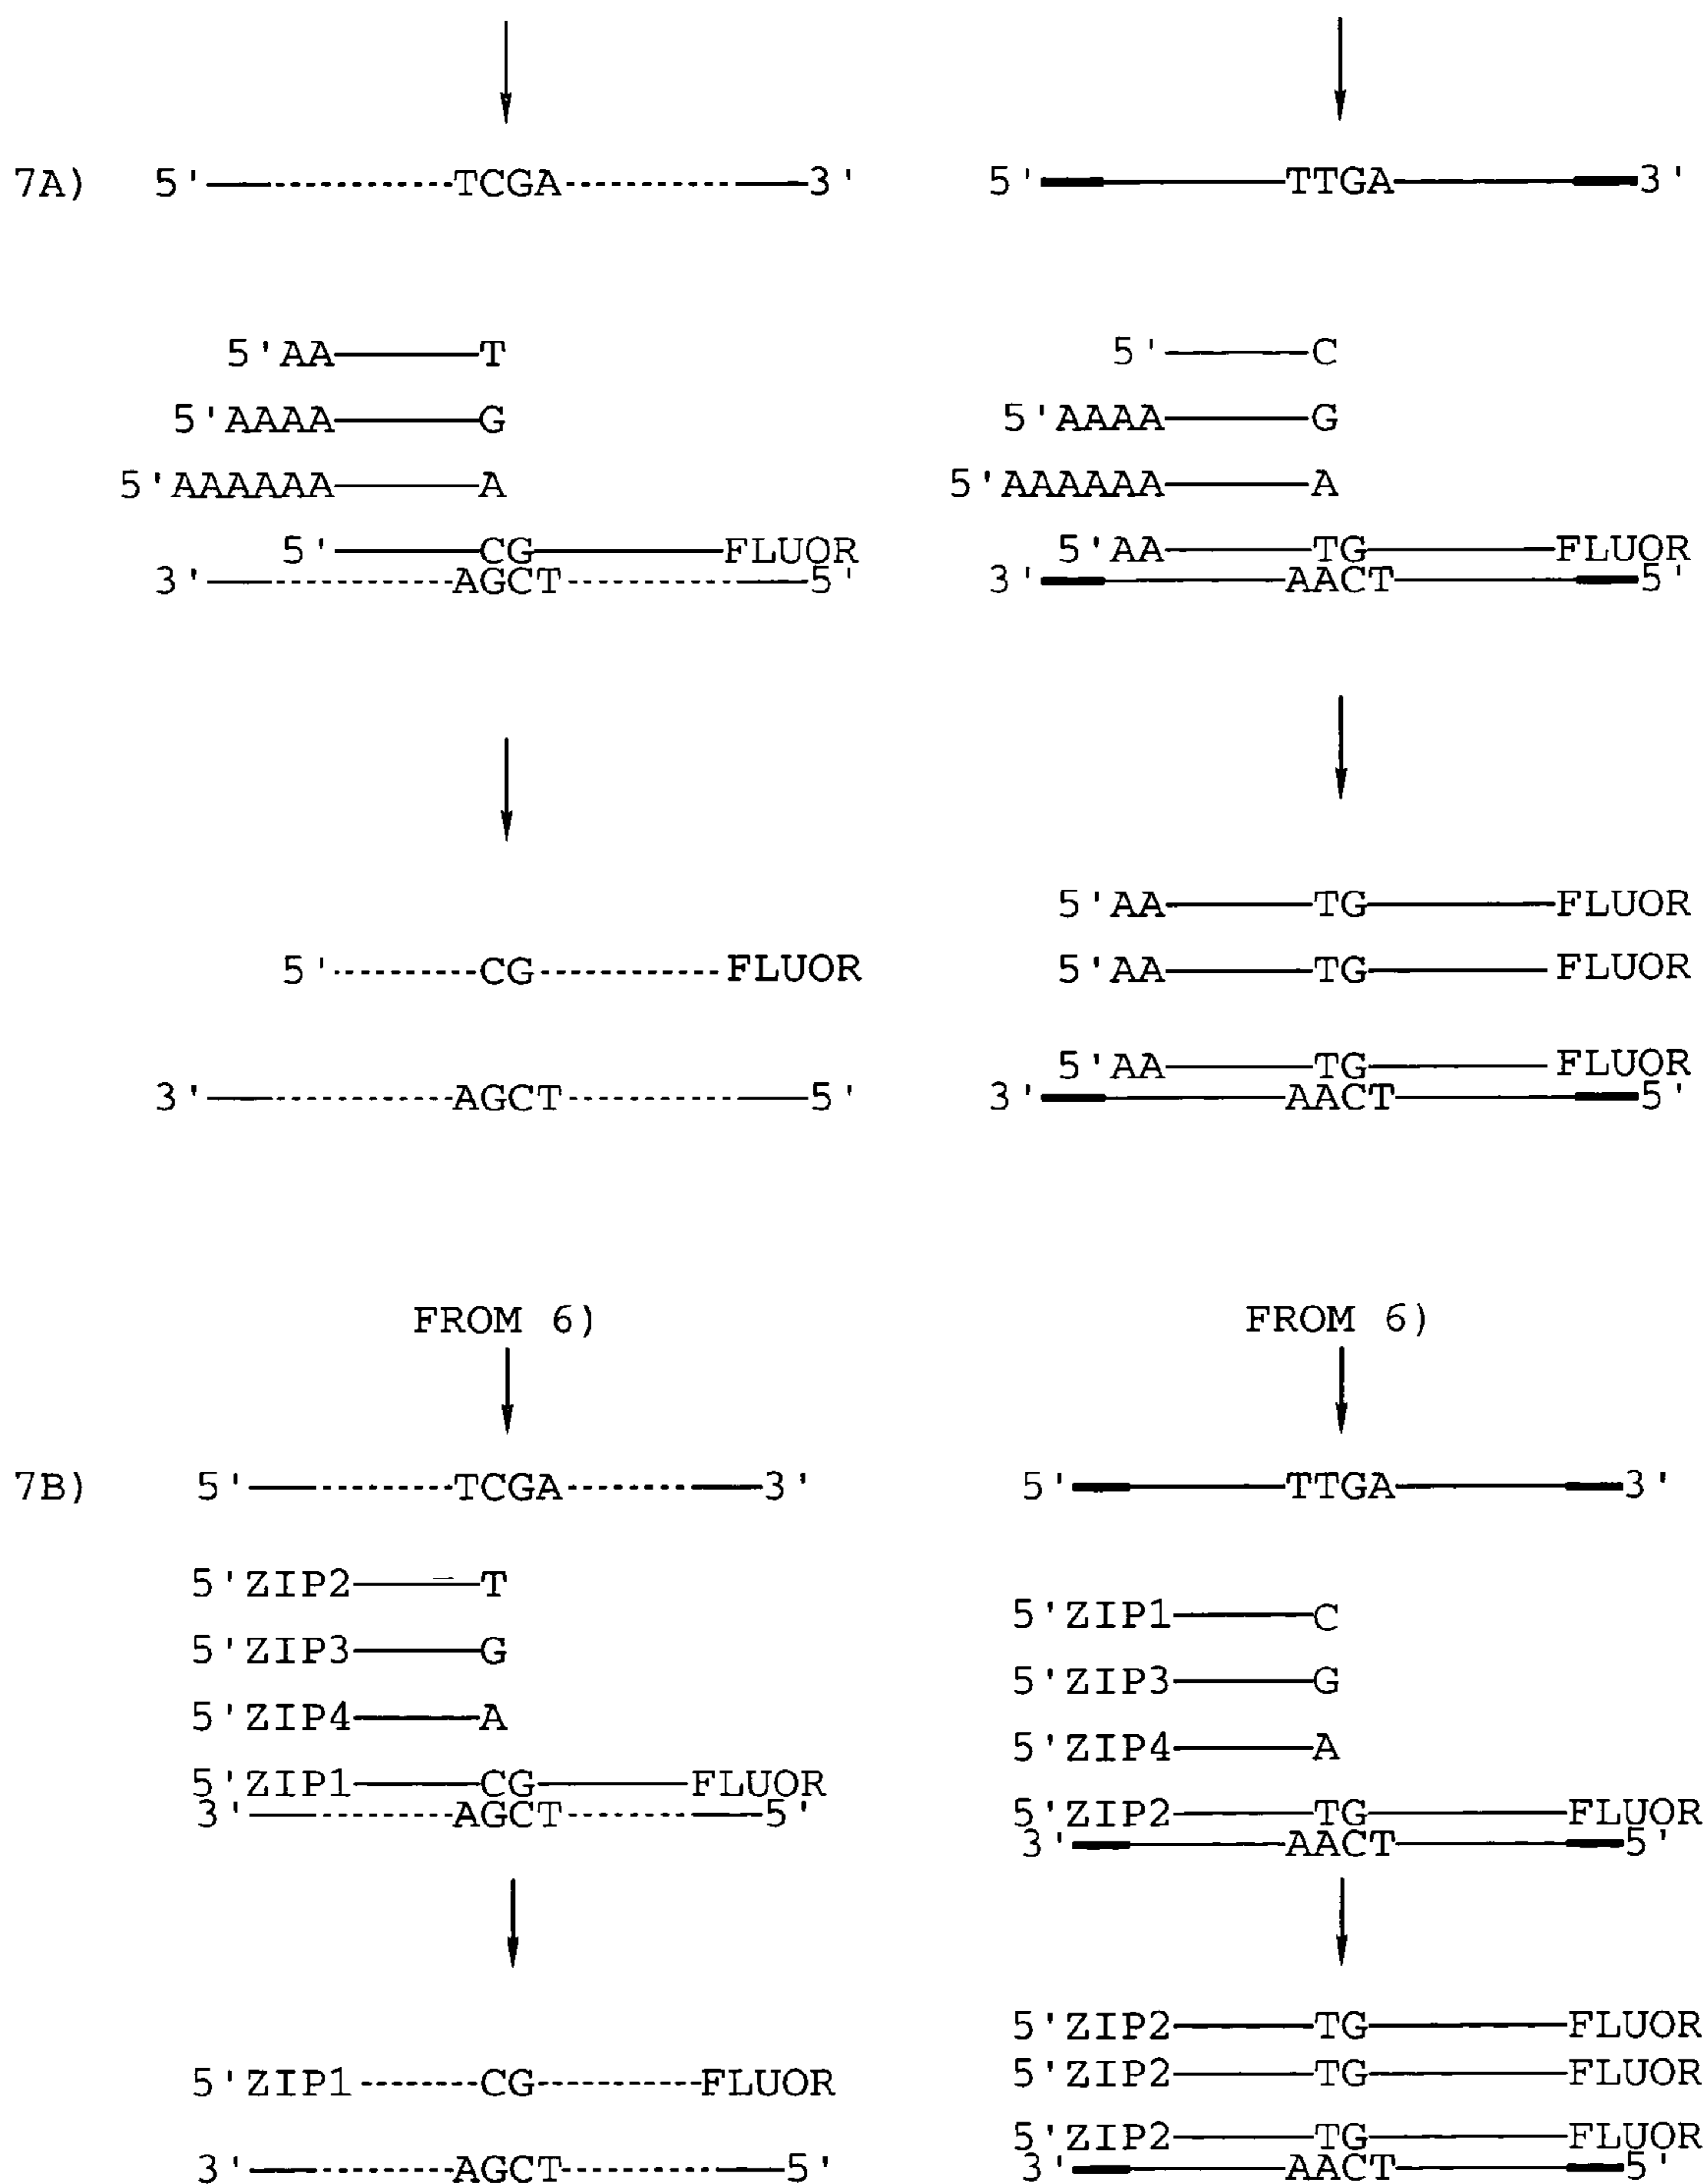 7A) 5' TCGA 3' 5' TTGA 3'
5'AA T 5' C
5'AAAA G 5'AAAA G
5'AAAAAA A 5'AAAAAA A
5' CG FLUOR 5'AA TG FLUOR
3' AGCT 5' 3' AACT 5'
5'AA TG FLUOR
5' CG FLUOR 5'AA TG FLUOR
5'AA TG FLUOR
3' AGCT 5' 3' AACT 5'
FROM 6) FROM 6)
7B) 5' TCGA 3' 5' TTGA 3'
5'ZIP2 T
5'ZIP1 C
5'ZIP3 G
5'ZIP3 G
5'ZIP4 A
5'ZIP4 A
5'ZIP1 CG FLUOR
3' AGCT 5'
5'ZIP2 TG FLUOR
3' AACT 5'
5'ZIP2 TG FLUOR
5'ZIP1 CG FLUOR 5'ZIP2 TG FLUOR
5'ZIP2 TG FLUOR
3' AGCT 5' 3' AACT 5'